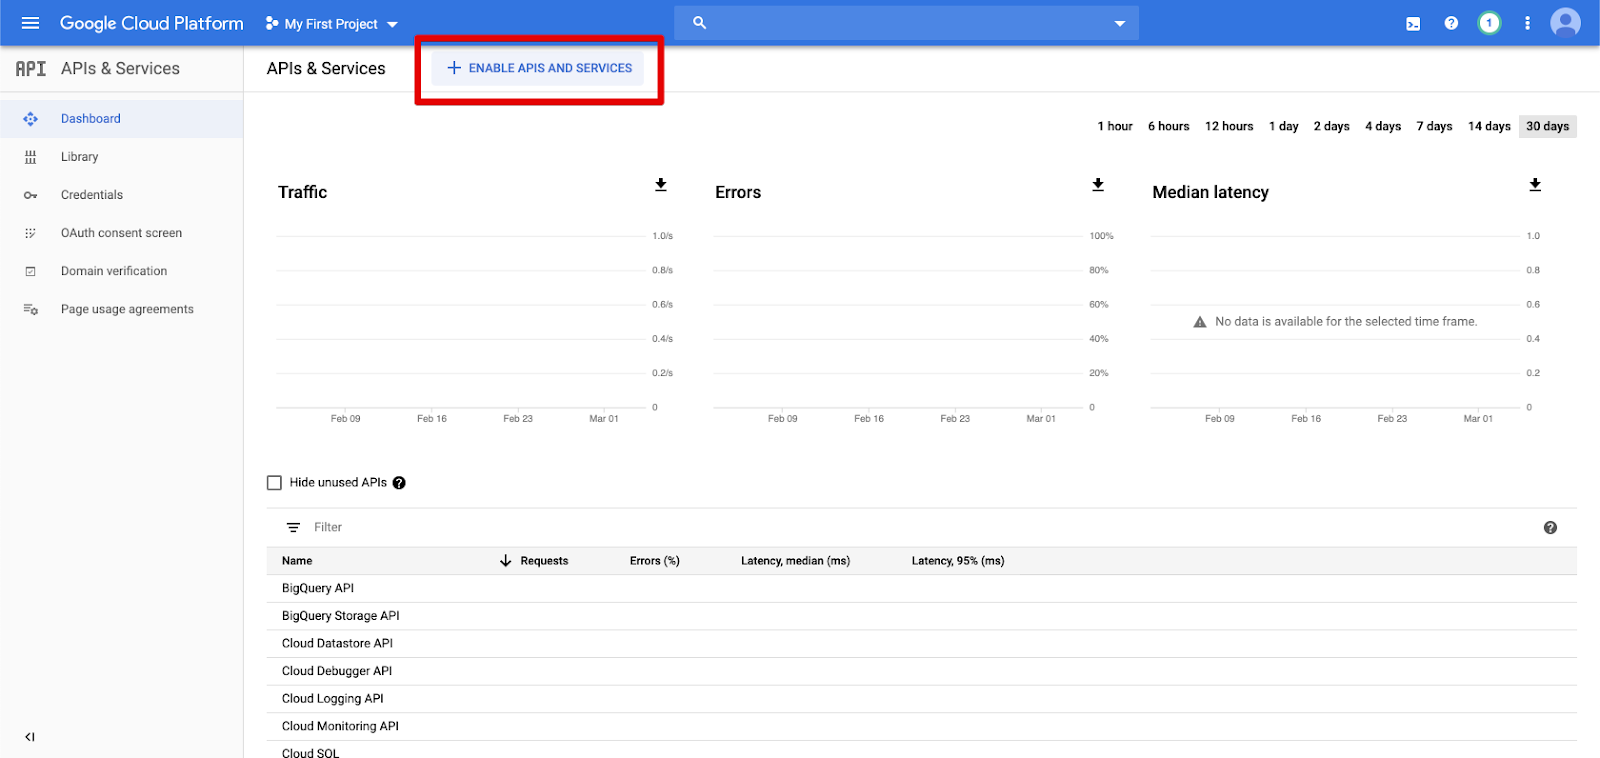 Google Cloud Platform
My First Project
1
API APIs & Services
APIs & Services
ENABLE APIS AND SERVICES
Dashboard
Library
Credentials
OAuth consent screen
Domain verification
Page usage agreements
1 hour 6 hours 12 hours 1 day 2 days 4 days 7 days 14 days 30 days
Traffic
1.0/s
0.8/s
0.6/s
0.4/s
0.2/s
0
Feb 09 Feb 16 Feb 23 Mar 01
Errors
100%
80%
60%
40%
20%
0
Feb 09 Feb 16 Feb 23 Mar 01
Median latency
1.0
0.8
0.6
No data is available for the selected time frame.
0.4
0.2
0
Feb 09 Feb 16 Feb 23 Mar 01
Hide unused APIs
Filter
Name Requests Errors (%) Latency, median (ms) Latency, 95% (ms)
BigQuery API
BigQuery Storage API
Cloud Datastore API
Cloud Debugger API
Cloud Logging API
Cloud Monitoring API
Cloud SQL